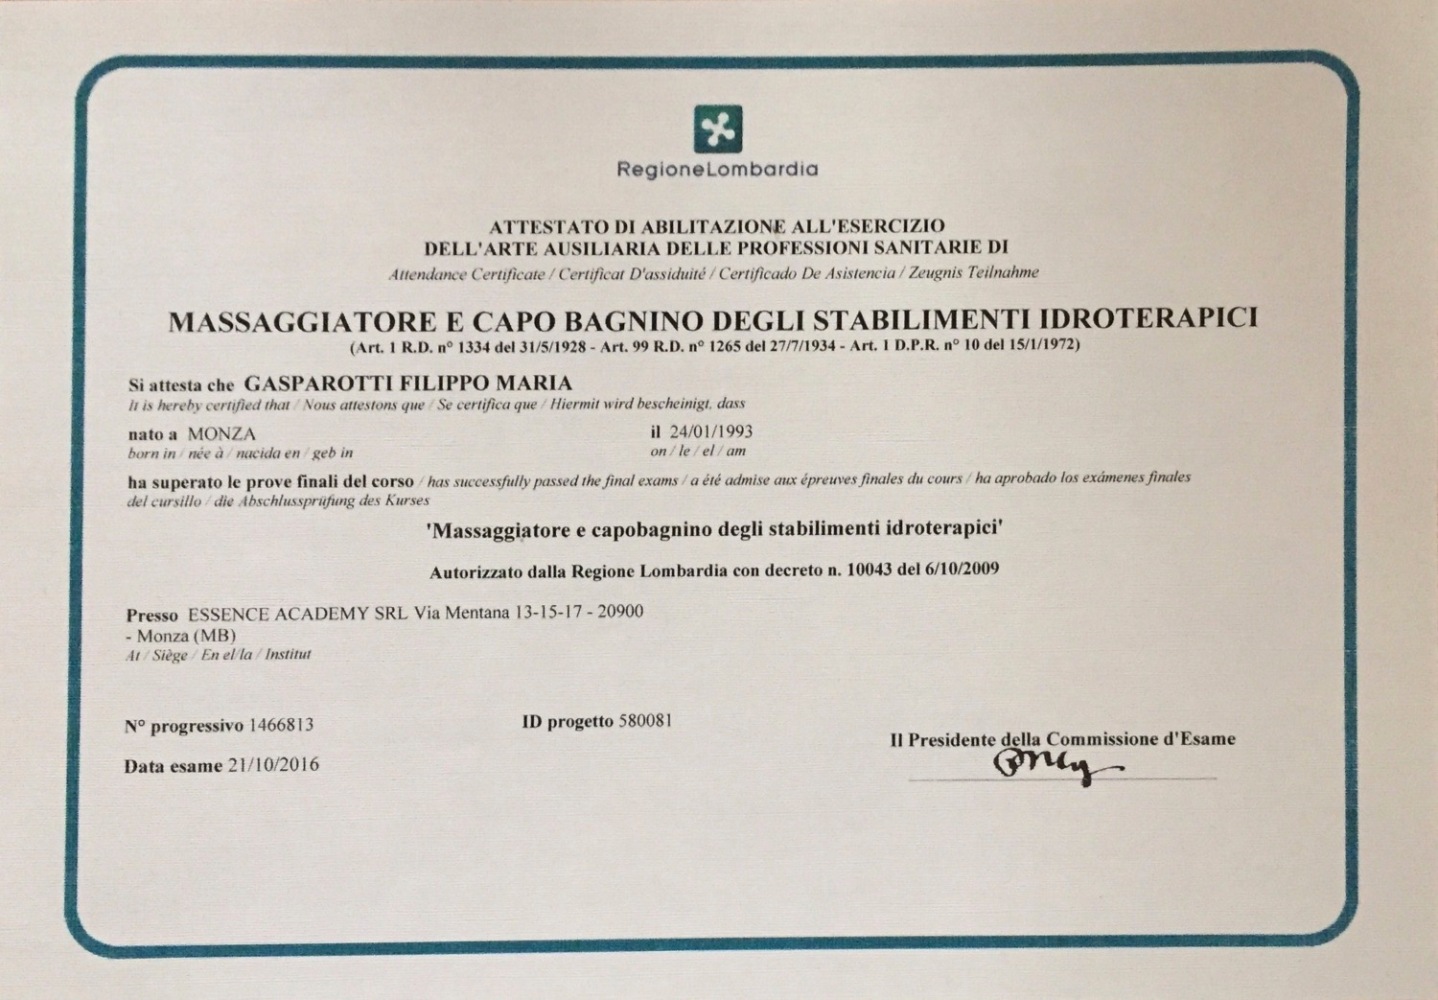 RegioneLombardia
ATTESTATO DI ABILITAZIONE ALL'ESERCIZIO
DELL'ARTE AUSILIARIA DELLE PROFESSIONI SANITARIE DI
Attendance Certificate / Certificat D'assiduité / Certificado De Asistencia / Zeugnis Teilnahme
MASSAGGIATORE E CAPO BAGNINO DEGLI STABILIMENTI IDROTERAPICI
(Art. 1 R.D. n° 1334 del 31/5/1928 - Art. 99 R.D. n° 1265 del 27/7/1934 - Art. 1 D.P.R. n° 10 del 15/1/1972)
Si attesta che GASPAROTTI FILIPPO MARIA
It is hereby certified that / Nous attestons que / Se certifica que / Hiermit wird bescheinigt, dass
nato a MONZA il 24/01/1993
born in / née à / nacida en / geb in on / le / el / am
ha superato le prove finali del corso / has successfully passed the final exams / a été admise aux épreuves finales du cours / ha aprobado los exámenes finales
del cursillo / die Abschlussprüfung des Kurses
'Massaggiatore e capobagnino degli stabilimenti idroterapici'
Autorizzato dalla Regione Lombardia con decreto n. 10043 del 6/10/2009
Presso ESSENCE ACADEMY SRL Via Mentana 13-15-17 - 20900
- Monza (MB)
At / Siège / En el/la / Institut
N° progressivo 1466813 ID progetto 580081
Il Presidente della Commissione d'Esame
Data esame 21/10/2016